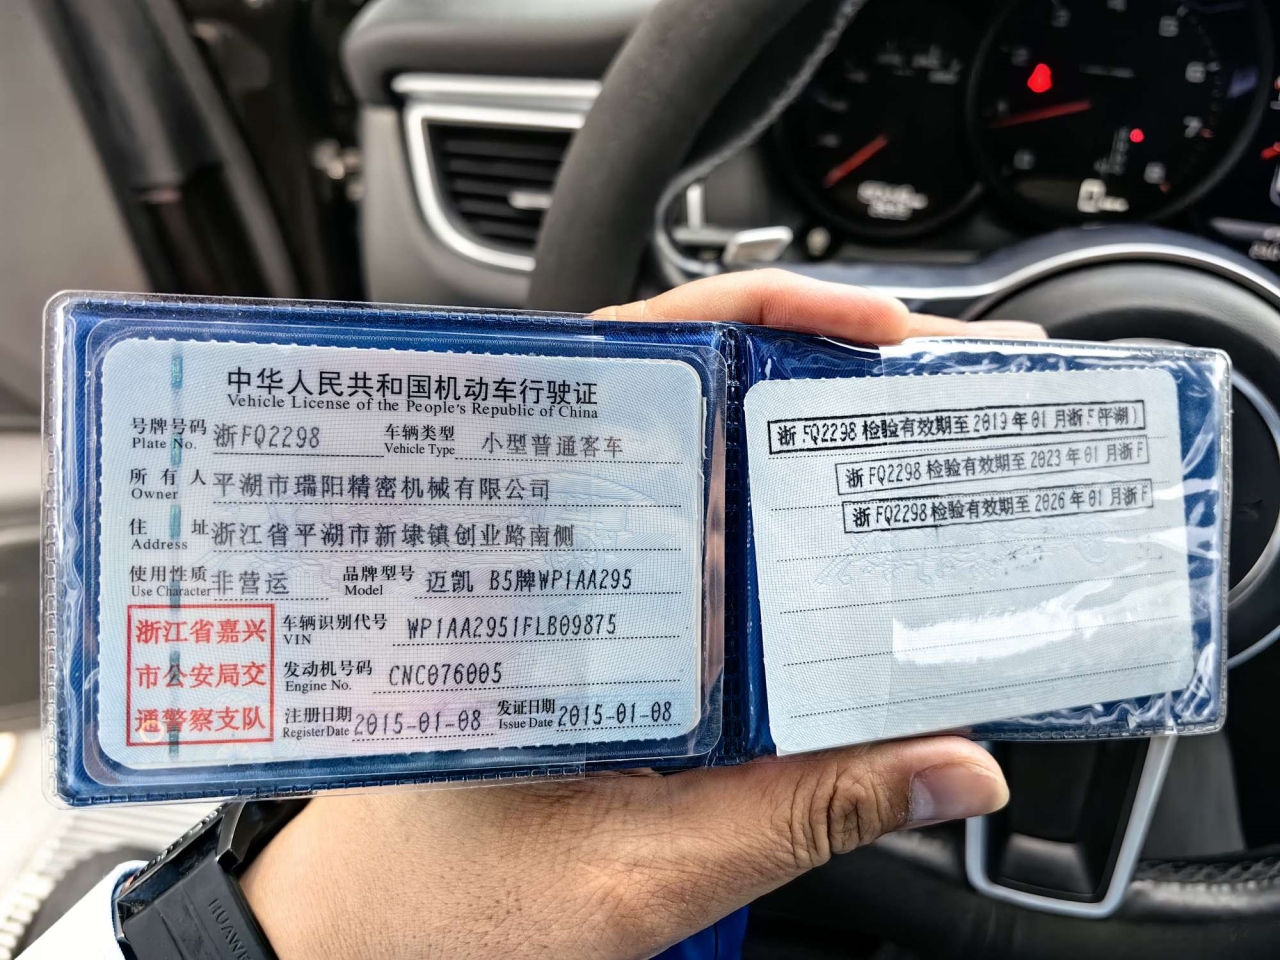 中华人民共和国机动车行驶证
Vehicle License of the People's Republic of China
号牌号码 浙FQ2298 车辆类型 小型普通客车
Plate No. Vehicle Type
所有人 平湖市瑞阳精密机械有限公司
Owner
住址 浙江省平湖市新埭镇创业路南侧
Address
使用性质 非营运 品牌型号 迈凯 B5牌WP1AA295
Use Character Model
浙江省嘉兴
市公安局交
通警察支队
车辆识别代号 WP1AA2951FLB09875
VIN
发动机号码 CNC076005
Engine No.
注册日期 2015-01-08 发证日期 2015-01-08
Register Date Issue Date
浙FQ2298检验有效期至2019年01月浙F(平湖)
浙FQ2298检验有效期至2023年01月浙F
浙FQ2298检验有效期至2026年01月浙F
HUAWEI